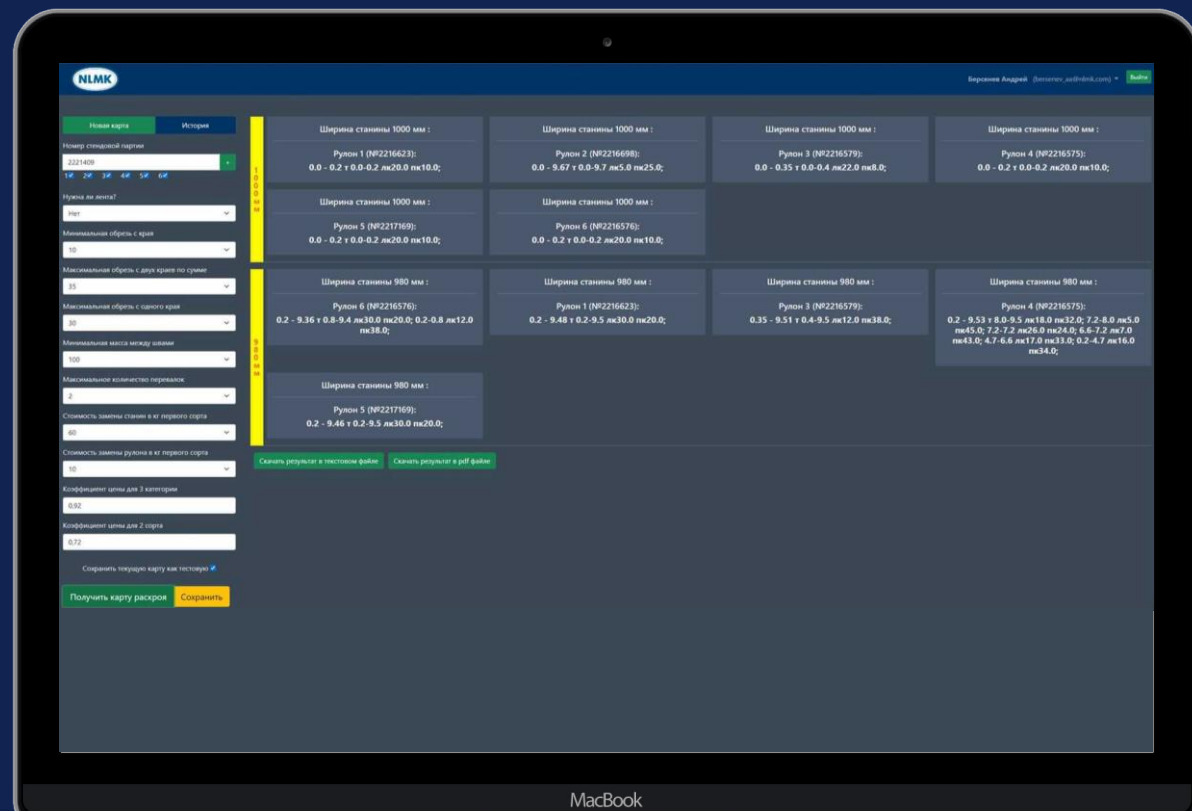 NLMK
Берсенев Андрей (bersenev_aa@nlmk.com)
Выйти
Новая карта
История
Номер стендовой партии
2221409
+
1 2 3 4 5 6
Нужна ли лента?
Нет
Минимальная обрезь с края
10
Максимальная обрезь с двух краев по сумме
35
Максимальная обрезь с одного края
30
Минимальная масса между швами
100
Максимальное количество перевалок
2
Стоимость замены станин в кг первого сорта
60
Стоимость замены рулона в кг первого сорта
10
Коэффициент цены для 3 категории
0,92
Коэффициент цены для 2 сорта
0,72
Сохранить текущую карту как тестовую
Получить карту раскроя
Сохранить
1000мм
Ширина станины 1000 мм :
Рулон 1 (№2216623):
0.0 - 0.2 т 0.0-0.2 лк20.0 пк10.0;
Ширина станины 1000 мм :
Рулон 2 (№2216698):
0.0 - 9.67 т 0.0-9.7 лк5.0 пк25.0;
Ширина станины 1000 мм :
Рулон 3 (№2216579):
0.0 - 0.35 т 0.0-0.4 лк22.0 пк8.0;
Ширина станины 1000 мм :
Рулон 4 (№2216575):
0.0 - 0.2 т 0.0-0.2 лк20.0 пк10.0;
Ширина станины 1000 мм :
Рулон 5 (№2217169):
0.0 - 0.2 т 0.0-0.2 лк20.0 пк10.0;
Ширина станины 1000 мм :
Рулон 6 (№2216576):
0.0 - 0.2 т 0.0-0.2 лк20.0 пк10.0;
980мм
Ширина станины 980 мм :
Рулон 6 (№2216576):
0.2 - 9.36 т 0.8-9.4 лк30.0 пк20.0; 0.2-0.8 лк12.0
пк38.0;
Ширина станины 980 мм :
Рулон 1 (№2216623):
0.2 - 9.48 т 0.2-9.5 лк30.0 пк20.0;
Ширина станины 980 мм :
Рулон 3 (№2216579):
0.35 - 9.51 т 0.4-9.5 лк12.0 пк38.0;
Ширина станины 980 мм :
Рулон 4 (№2216575):
0.2 - 9.53 т 8.0-9.5 лк18.0 пк32.0; 7.2-8.0 лк5.0
пк45.0; 7.2-7.2 лк26.0 пк24.0; 6.6-7.2 лк7.0
пк43.0; 4.7-6.6 лк17.0 пк33.0; 0.2-4.7 лк16.0
пк34.0;
Ширина станины 980 мм :
Рулон 5 (№2217169):
0.2 - 9.46 т 0.2-9.5 лк30.0 пк20.0;
Скачать результат в текстовом файле
Скачать результат в pdf файле
MacBook